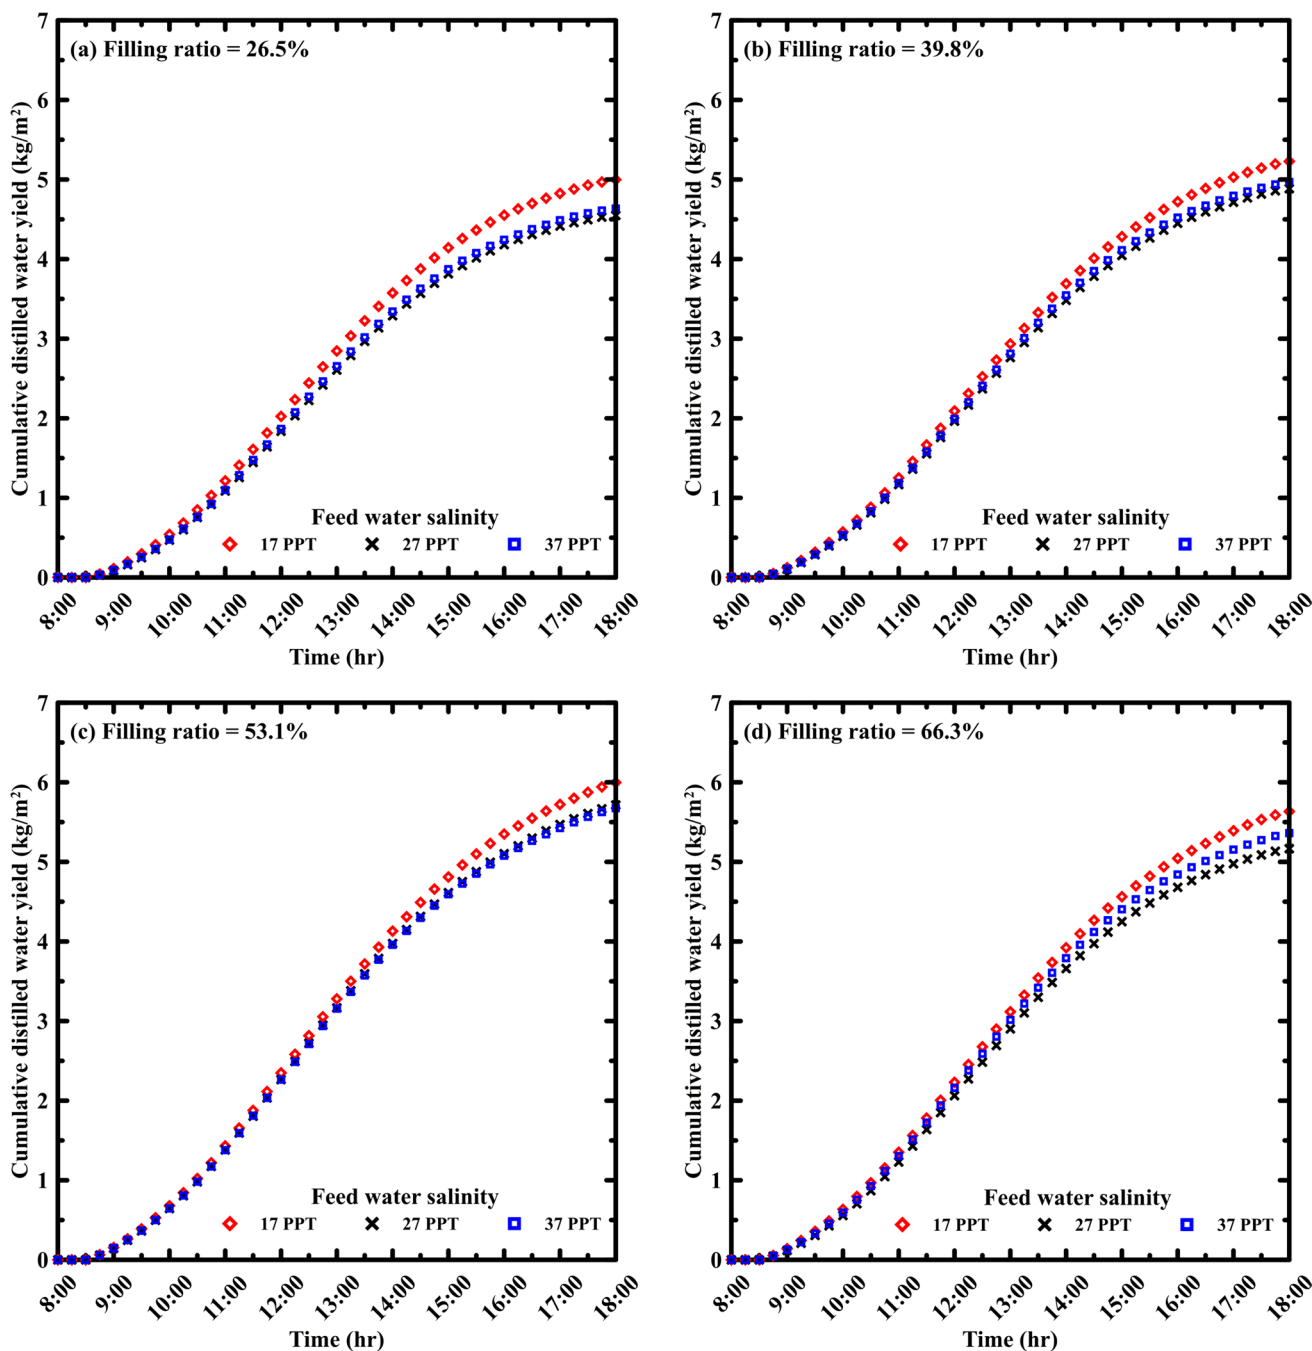 (a) Filling ratio = 26.5%
Cumulative distilled water yield (kg/m²)
7
6
5
4
3
2
1
0
Feed water salinity
17 PPT 27 PPT 37 PPT
8:00 9:00 10:00 11:00 12:00 13:00 14:00 15:00 16:00 17:00 18:00
Time (hr)
(b) Filling ratio = 39.8%
Cumulative distilled water yield (kg/m²)
7
6
5
4
3
2
1
0
Feed water salinity
17 PPT 27 PPT 37 PPT
8:00 9:00 10:00 11:00 12:00 13:00 14:00 15:00 16:00 17:00 18:00
Time (hr)
(c) Filling ratio = 53.1%
Cumulative distilled water yield (kg/m²)
7
6
5
4
3
2
1
0
Feed water salinity
17 PPT 27 PPT 37 PPT
8:00 9:00 10:00 11:00 12:00 13:00 14:00 15:00 16:00 17:00 18:00
Time (hr)
(d) Filling ratio = 66.3%
Cumulative distilled water yield (kg/m²)
7
6
5
4
3
2
1
0
Feed water salinity
17 PPT 27 PPT 37 PPT
8:00 9:00 10:00 11:00 12:00 13:00 14:00 15:00 16:00 17:00 18:00
Time (hr)